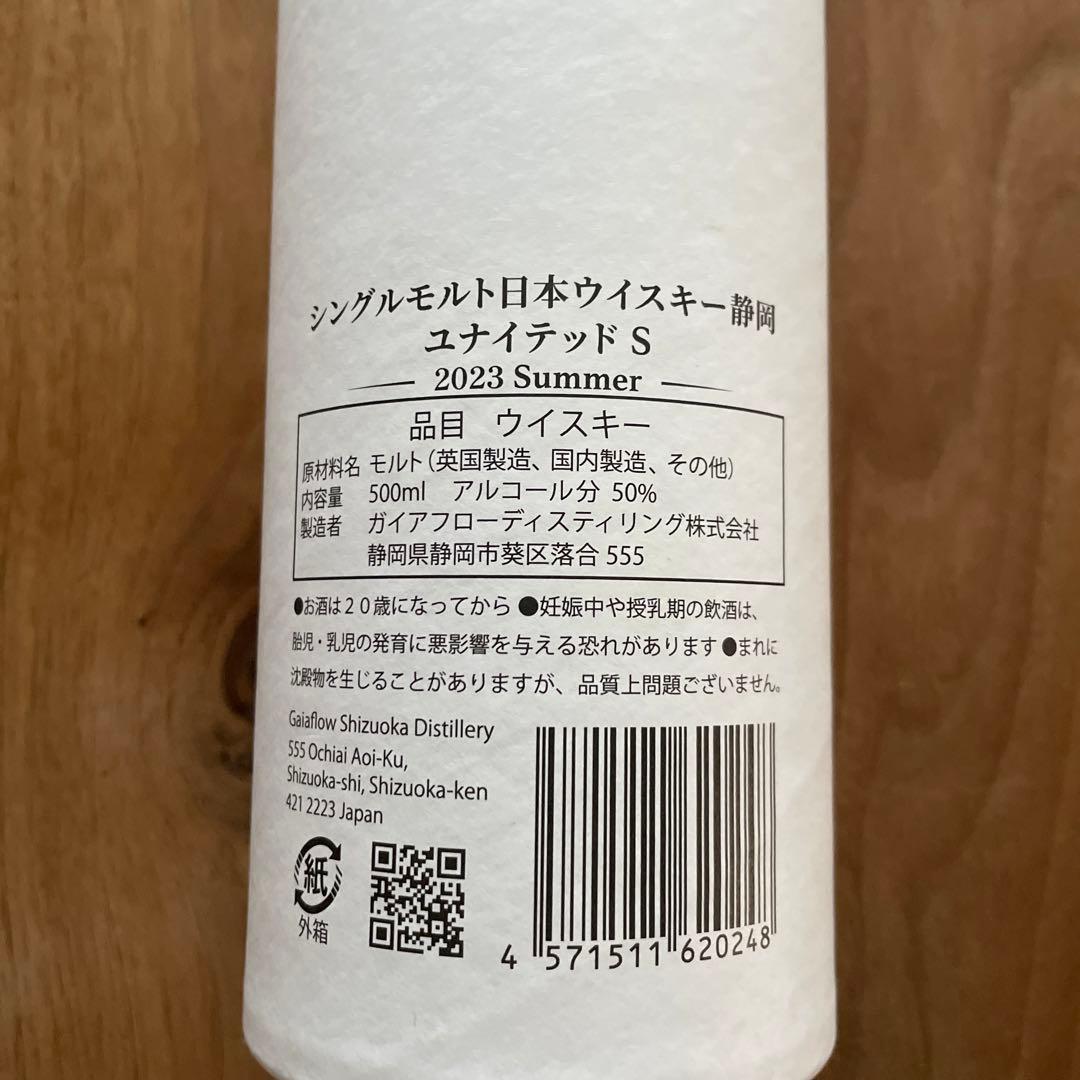 シングルモルト日本ウイスキー静岡
ユナイテッド S
2023 Summer
品目 ウイスキー
原材料名 モルト(英国製造、国内製造、その他)
内容量 500ml アルコール分 50%
製造者 ガイアフローディスティリング株式会社
静岡県静岡市葵区落合 555
●お酒は20歳になってから ●妊娠中や授乳期の飲酒は、
胎児・乳児の発育に悪影響を与える恐れがあります ●まれに
沈殿物を生じることがありますが、品質上問題ございません。
Gaiaflow Shizuoka Distillery
555 Ochiai Aoi-Ku,
Shizuoka-shi, Shizuoka-ken
421 2223 Japan
紙
外箱
4 571511 620248